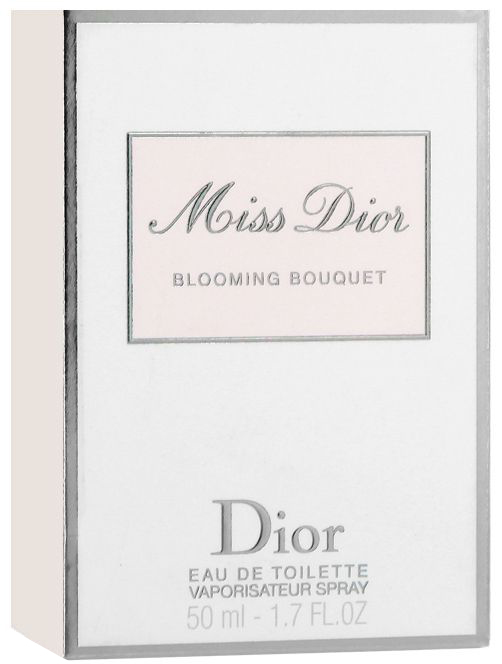 Miss Dior
BLOOMING BOUQUET
Dior
EAU DE TOILETTE
VAPORISATEUR SPRAY
50 ml - 1.7 FL.OZ